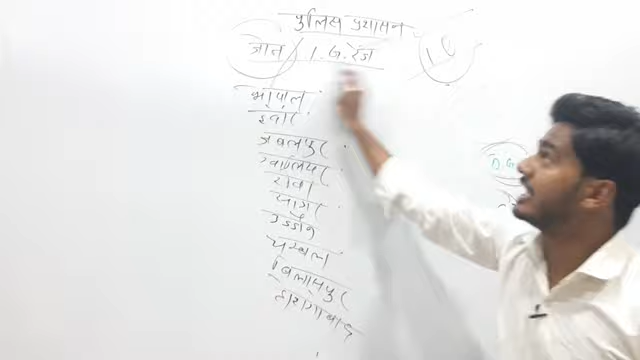 पुलिस प्रशासन
जोन / I.G. रेंज
10
भोपाल
इंदौर
जबलपुर
ग्वालियर
रीवा
सागर
उज्जैन
चम्बल
होशंगाबाद
D.G